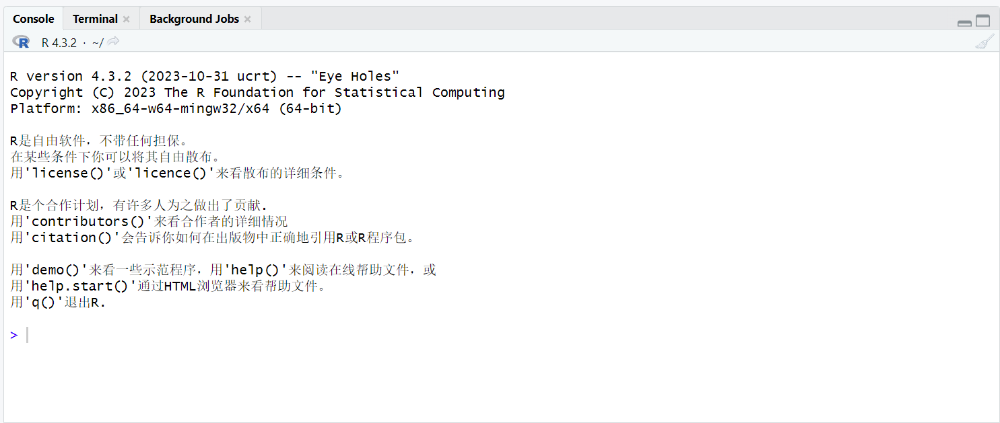 Console Terminal Background Jobs
R R 4.3.2 · ~/
R version 4.3.2 (2023-10-31 ucrt) -- "Eye Holes"
Copyright (C) 2023 The R Foundation for Statistical Computing
Platform: x86_64-w64-mingw32/x64 (64-bit)
R是自由软件，不带任何担保。
在某些条件下你可以将其自由散布。
用'license()'或'licence()'来看散布的详细条件。
R是个合作计划，有许多人为之做出了贡献.
用'contributors()'来看合作者的详细情况
用'citation()'会告诉你如何在出版物中正确地引用R或R程序包。
用'demo()'来看一些示范程序，用'help()'来阅读在线帮助文件，或
用'help.start()'通过HTML浏览器来看帮助文件。
用'q()'退出R.
>